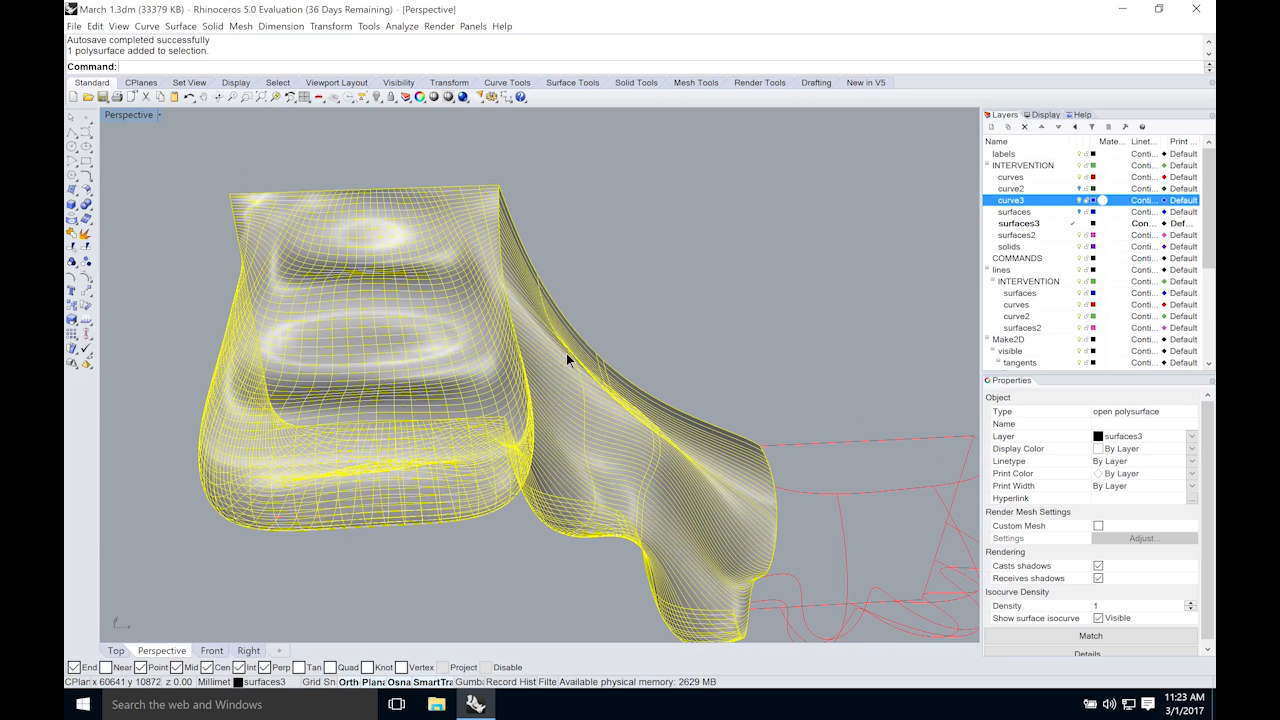 March 1.3dm (33379 KB) - Rhinoceros 5.0 Evaluation (36 Days Remaining) - [Perspective]
File Edit View Curve Surface Solid Mesh Dimension Transform Tools Analyze Render Panels Help
Autosave completed successfully
1 polysurface added to selection.
Command:
Standard CPlanes Set View Display Select Viewport Layout Visibility Transform Curve Tools Surface Tools Solid Tools Mesh Tools Render Tools Drafting New in V5
Perspective
Layers Display Help
Name Mate... Linet... Print ...
labels Conti... Default
INTERVENTION Conti... Default
curves Conti... Default
curve2 Conti... Default
curve3 Conti... Default
surfaces Conti... Default
surfaces3 Con... Def...
surfaces2 Conti... Default
solids Conti... Default
COMMANDS Conti... Default
lines Conti... Default
INTERVENTION Conti... Default
surfaces Conti... Default
curves Conti... Default
curve2 Conti... Default
surfaces2 Conti... Default
Make2D Conti... Default
visible Conti... Default
tangents Conti... Default
Properties
Object
Type open polysurface
Name
Layer surfaces3
Display Color By Layer
Linetype By Layer
Print Color By Layer
Print Width By Layer
Hyperlink ...
Render Mesh Settings
Custom Mesh
Settings Adjust...
Rendering
Casts shadows
Receives shadows
Isocurve Density
Density 1
Show surface isocurve Visible
Match
Details
Top Perspective Front Right
End Near Point Mid Cen Int Perp Tan Quad Knot Vertex Project Disable
CPlan x 60641 y 10872 z 0.00 Millimet surfaces3 Grid Sn Orth Plana Osna SmartTra Gumba Record Hist Filte Available physical memory: 2629 MB
Search the web and Windows
11:23 AM
3/1/2017